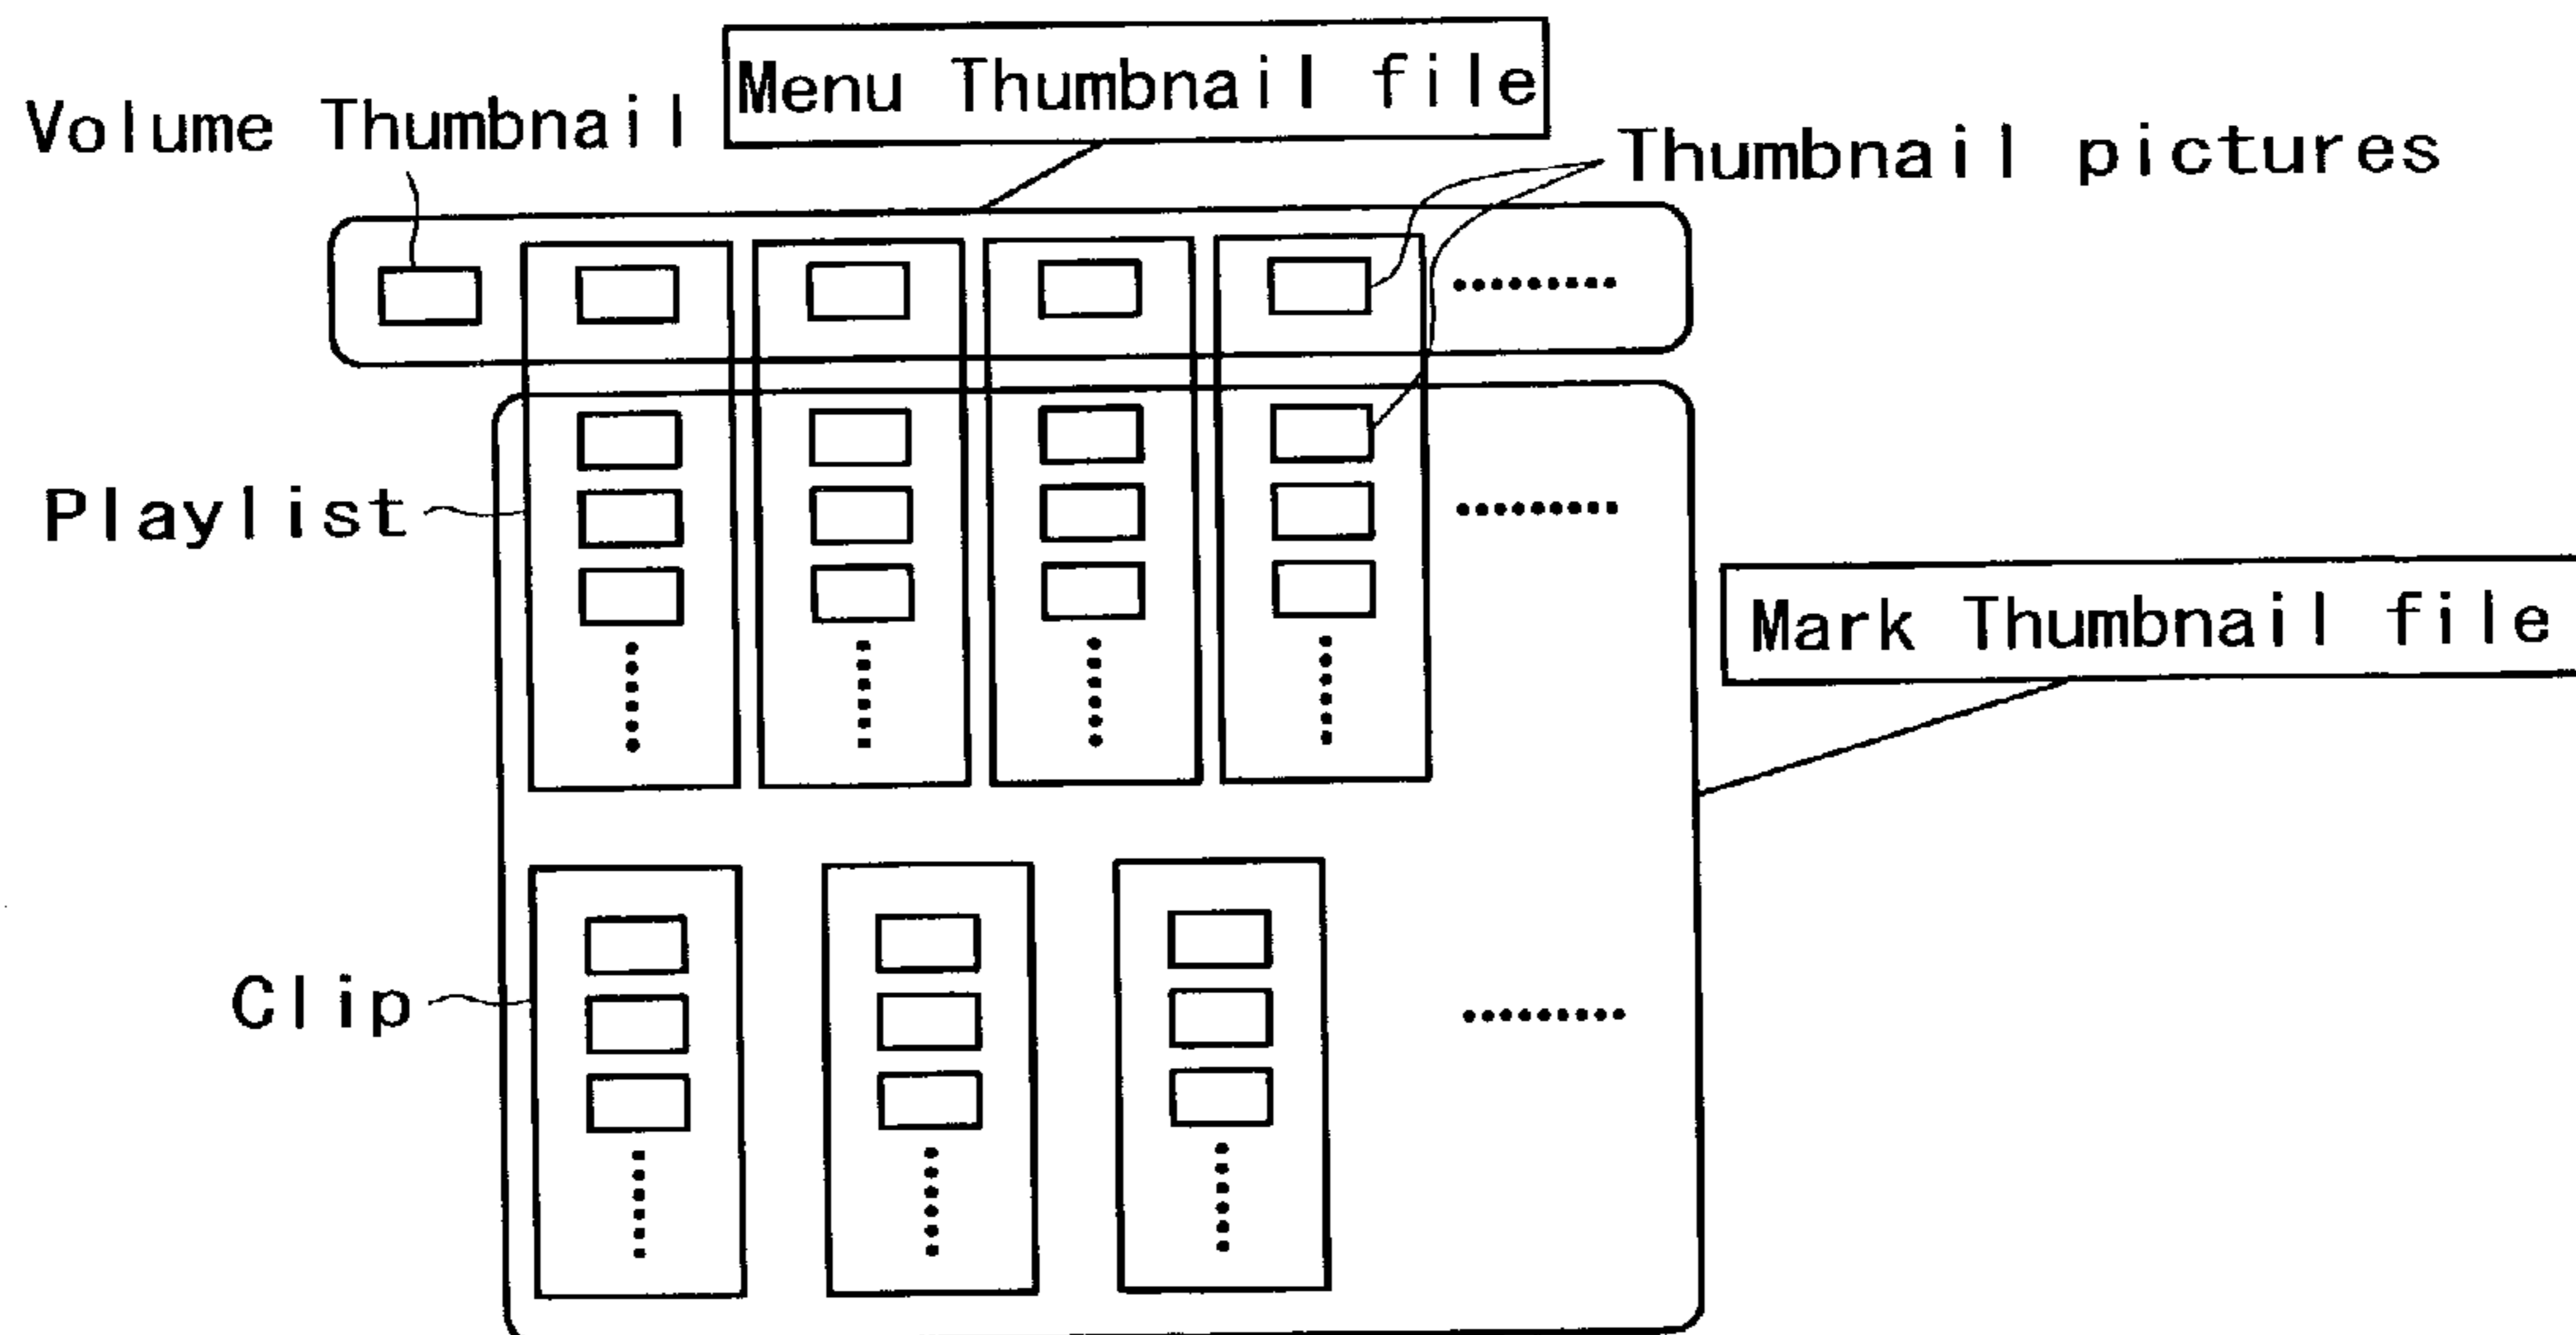 Menu Thumbnail file
Volume Thumbnail
Thumbnail pictures
Playlist
Mark Thumbnail file
Clip